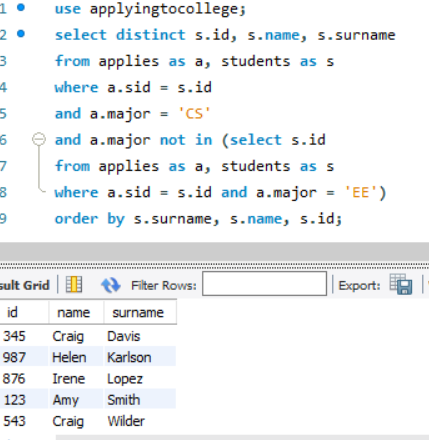 1 use applyingtocollege;
2 select distinct s.id, s.name, s.surname
3 from applies as a, students as s
4 where a.sid = s.id
5 and a.major = 'CS'
6 and a.major not in (select s.id
7 from applies as a, students as s
8 where a.sid = s.id and a.major = 'EE')
9 order by s.surname, s.name, s.id;
sult Grid Filter Rows: Export:
id name surname
345 Craig Davis
987 Helen Karlson
876 Irene Lopez
123 Amy Smith
543 Craig Wilder